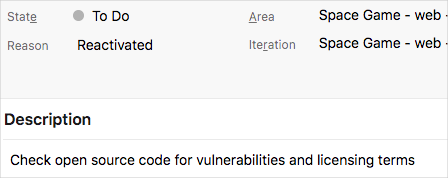 State To Do Area Space Game - web -
Reason Reactivated Iteration Space Game - web -
Description
Check open source code for vulnerabilities and licensing terms